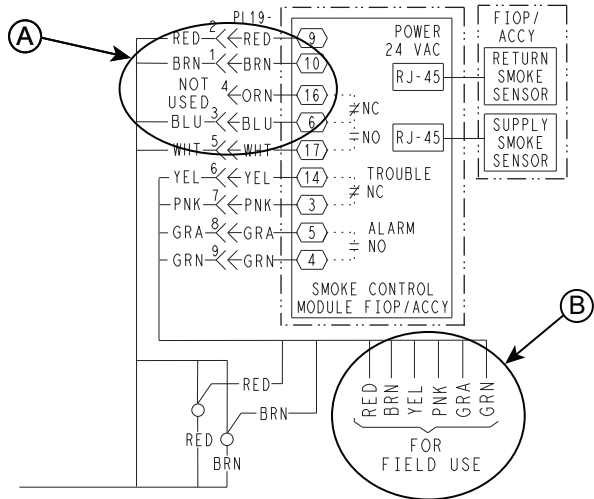 A
PL19-
RED 2 RED 9
BRN 1 BRN 10
NOT
USED
4 ORN 16
BLU 3 BLU 6
WHT 5 WHT 17
YEL 6 YEL 14
PNK 7 PNK 3
GRA 8 GRA 5
GRN 9 GRN 4
NC
NO
TROUBLE
NC
ALARM
NO
POWER
24 VAC
RJ-45
RJ-45
SMOKE CONTROL
MODULE FIOP/ACCY
FIOP/
ACCY
RETURN
SMOKE
SENSOR
SUPPLY
SMOKE
SENSOR
B
RED
BRN
RED
BRN
RED BRN YEL PNK GRA GRN
FOR
FIELD USE